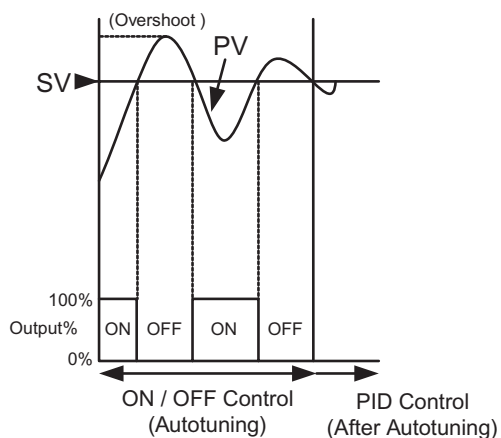 (Overshoot )
PV
SV
100%
Output%
ON
OFF
ON
OFF
0%
ON / OFF Control
(Autotuning)
PID Control
(After Autotuning)